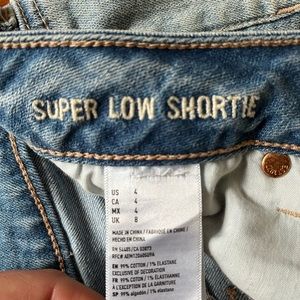 SUPER LOW SHORTIE
US 4
CA 4
MX 4
UK 8
MADE IN CHINA / FABRIQUÉ EN CHINE /
HECHO EN CHINA
EN 99% COTTON / 1% ELASTANE
EXCLUSIVE OF DECORATION
FR 99% COTON / 1% ÉLASTHANNE
À L'EXCEPTION DE LA GARNITURE
SP 99% algodón / 1% elastano